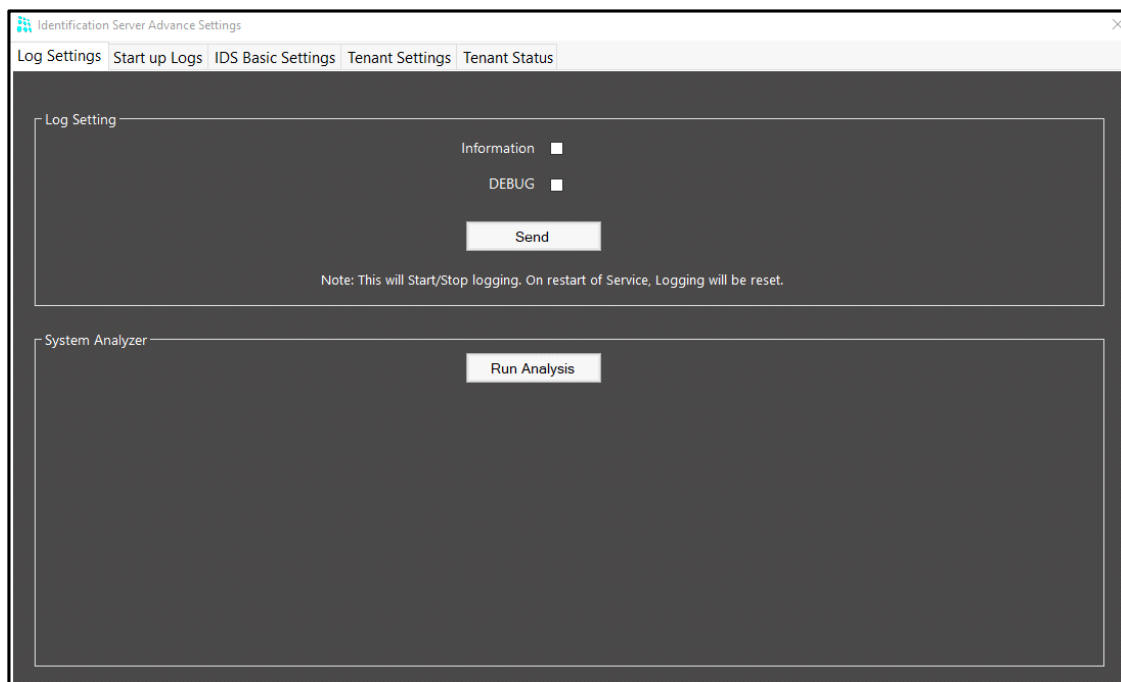 Identification Server Advance Settings
Log Settings Start up Logs IDS Basic Settings Tenant Settings Tenant Status
Log Setting
Information
DEBUG
Send
Note: This will Start/Stop logging. On restart of Service, Logging will be reset.
System Analyzer
Run Analysis